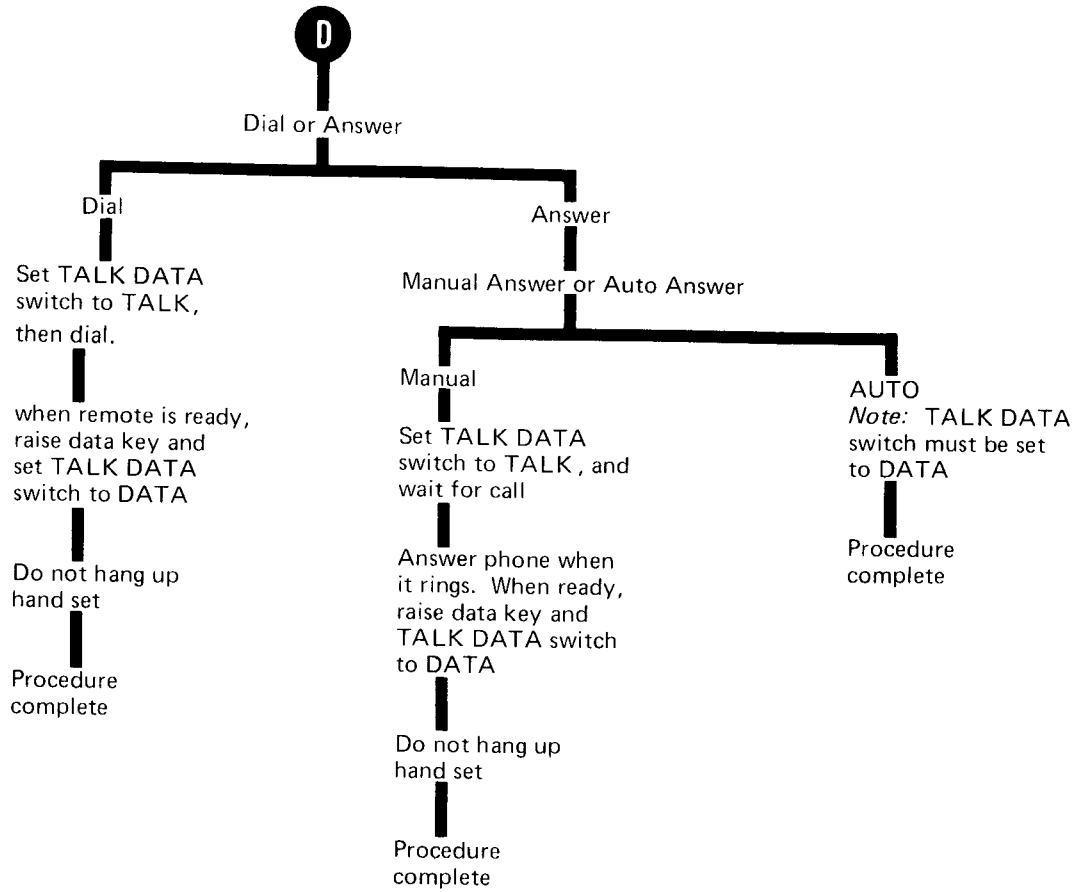 D
Dial or Answer
Dial
Set TALK DATA
switch to TALK,
then dial.
when remote is ready,
raise data key and
set TALK DATA
switch to DATA
Do not hang up
hand set
Procedure
complete
Answer
Manual Answer or Auto Answer
Manual
Set TALK DATA
switch to TALK, and
wait for call
Answer phone when
it rings. When ready,
raise data key and
TALK DATA switch
to DATA
Do not hang up
hand set
Procedure
complete
AUTO
Note: TALK DATA
switch must be set
to DATA
Procedure
complete